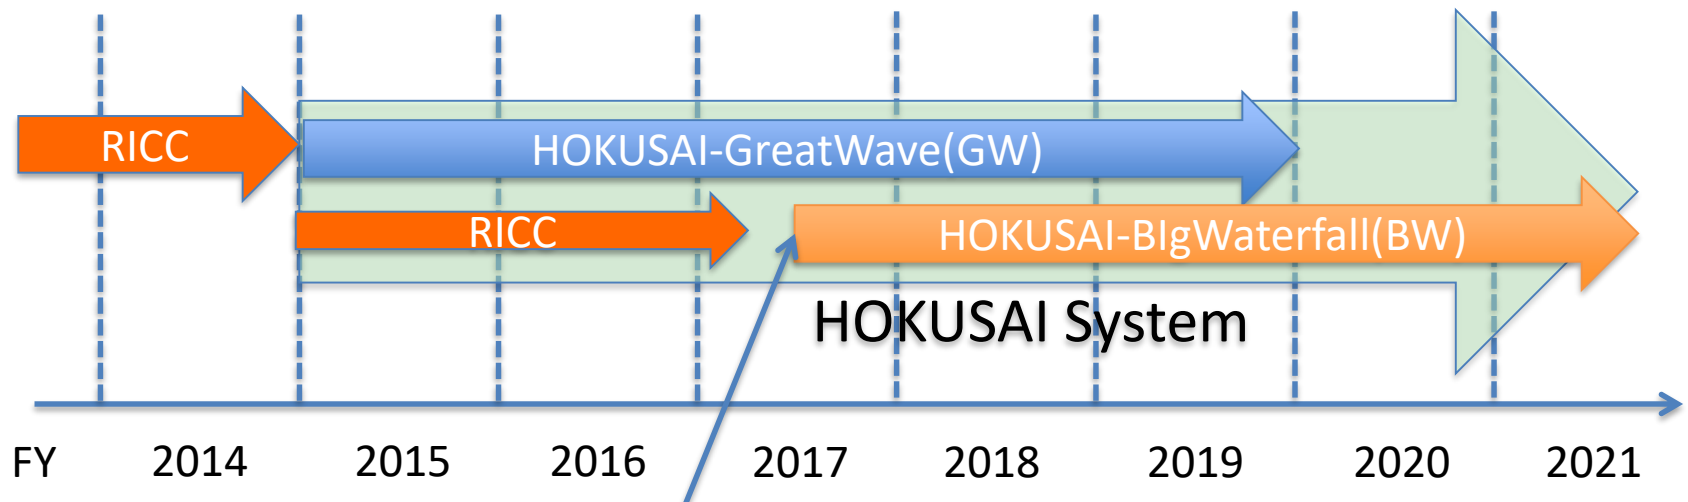 RICC
HOKUSAI-GreatWave(GW)
RICC
HOKUSAI-BIgWaterfall(BW)
HOKUSAI System
FY 2014 2015 2016 2017 2018 2019 2020 2021